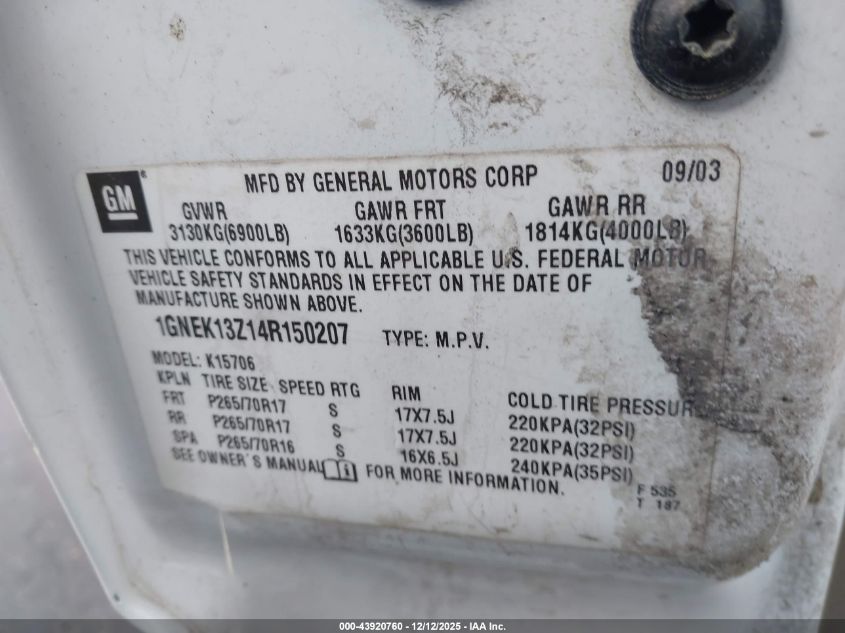 GM ® MFD BY GENERAL MOTORS CORP 09/03
GVWR GAWR FRT GAWR RR
3130KG(6900LB) 1633KG(3600LB) 1814KG(4000LB)
THIS VEHICLE CONFORMS TO ALL APPLICABLE U.S. FEDERAL MOTOR
VEHICLE SAFETY STANDARDS IN EFFECT ON THE DATE OF
MANUFACTURE SHOWN ABOVE.
1GNEK13Z14R150207 TYPE: M.P.V.
MODEL: K15706
KPLN TIRE SIZE SPEED RTG RIM COLD TIRE PRESSUR
FRT P265/70R17 S 17X7.5J 220KPA(32PSI)
RR P265/70R17 S 17X7.5J 220KPA(32PSI)
SPA P265/70R16 S 16X6.5J 240KPA(35PSI)
SEE OWNER'S MANUAL FOR MORE INFORMATION.
F 535
T 187
000-43920760 - 12/12/2025 - IAA Inc.